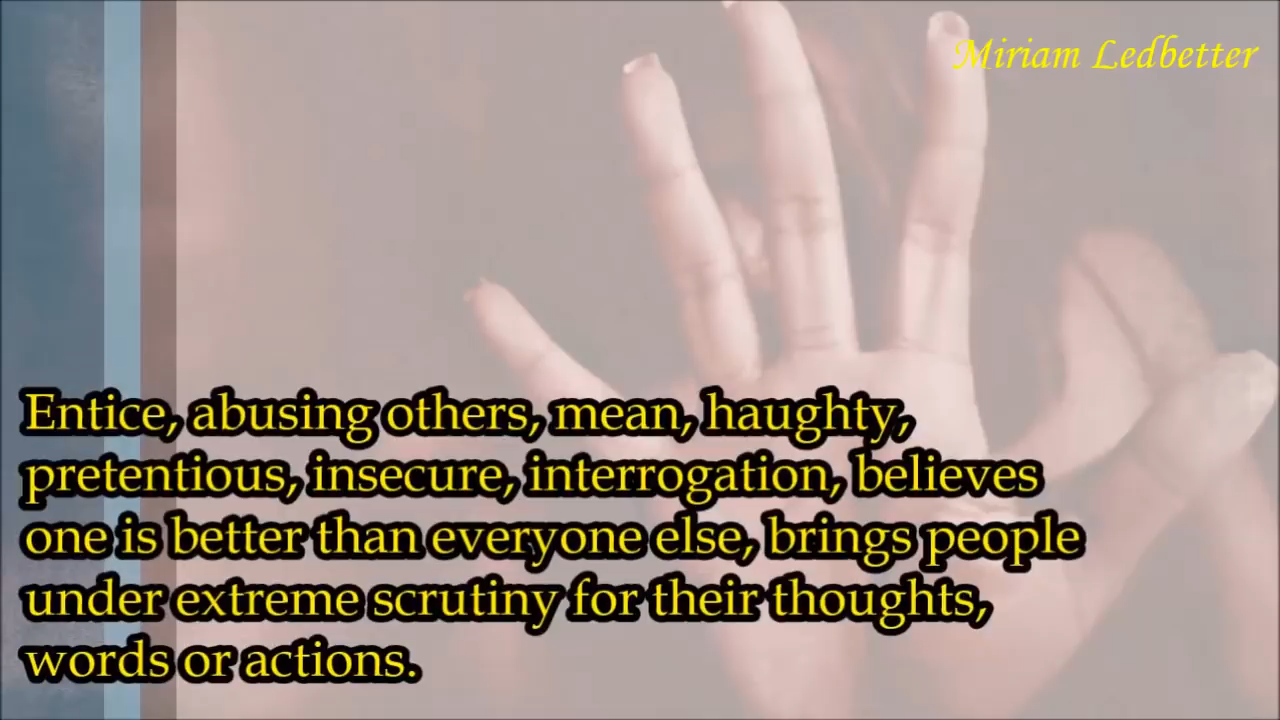 Miriam Ledbetter
Entice, abusing others, mean, haughty,
pretentious, insecure, interrogation, believes
one is better than everyone else, brings people
under extreme scrutiny for their thoughts,
words or actions.